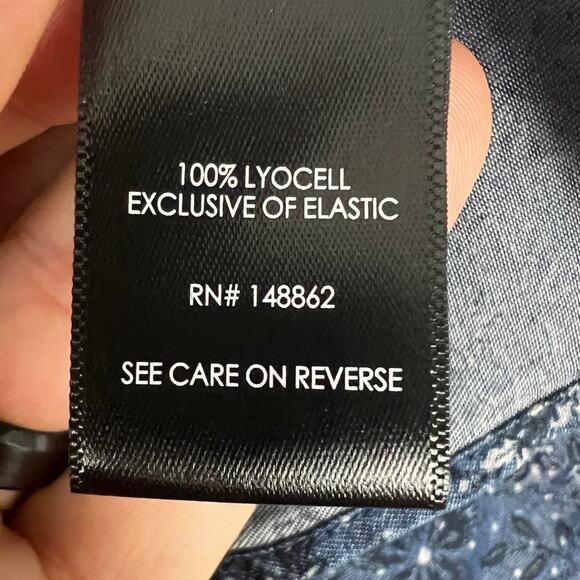 100% LYOCELL
EXCLUSIVE OF ELASTIC
RN# 148862
SEE CARE ON REVERSE